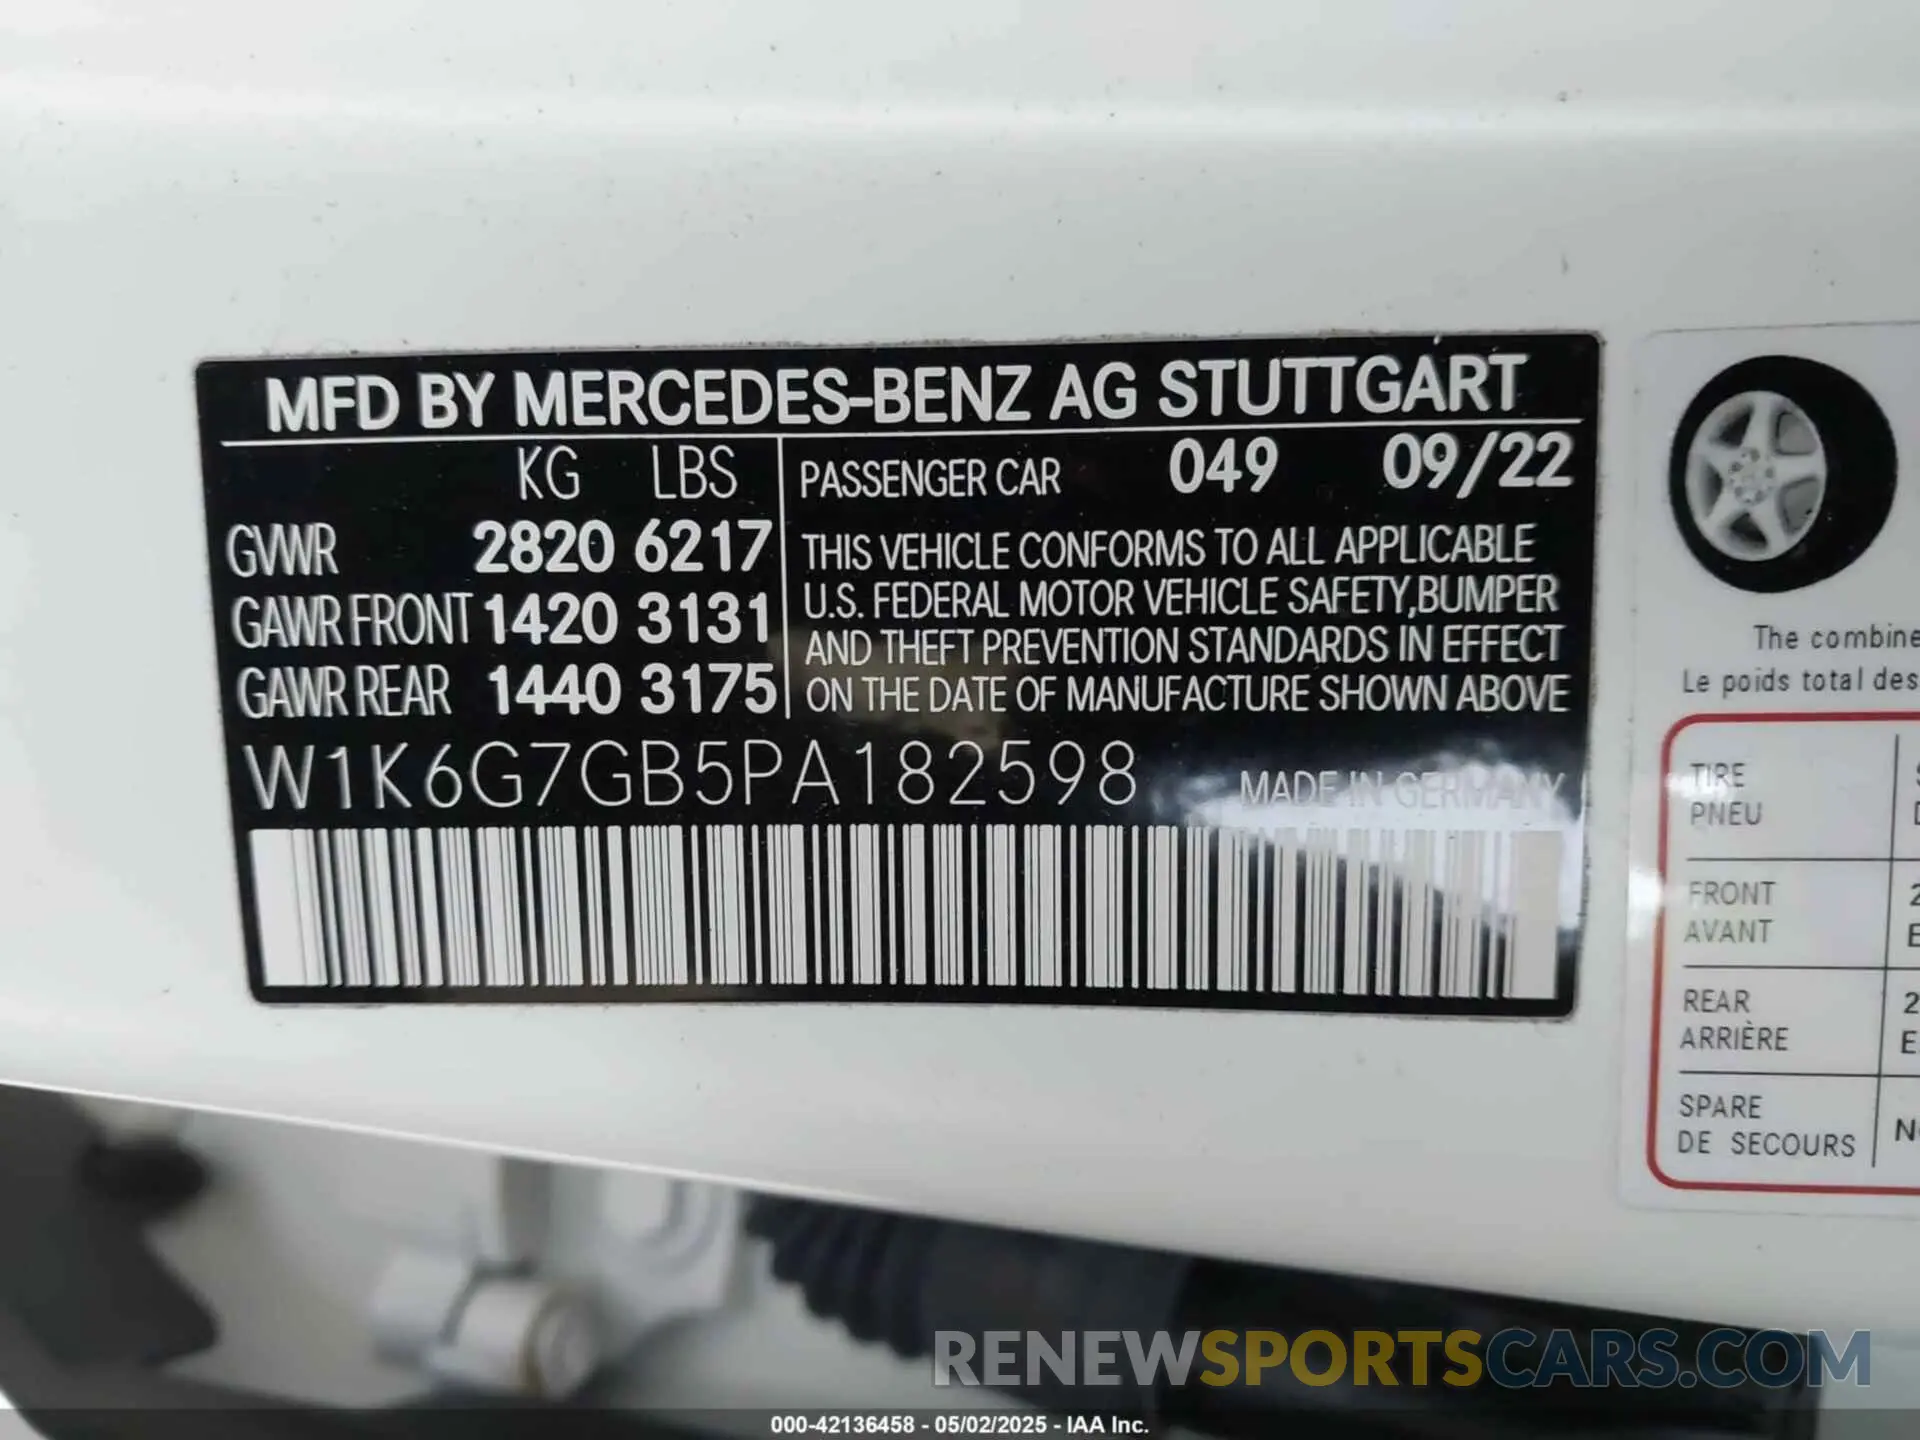 MFD BY MERCEDES-BENZ AG STUTTGART
KG LBS
GVWR 2820 6217
GAWR FRONT 1420 3131
GAWR REAR 1440 3175
PASSENGER CAR 049 09/22
THIS VEHICLE CONFORMS TO ALL APPLICABLE
U.S. FEDERAL MOTOR VEHICLE SAFETY,BUMPER
AND THEFT PREVENTION STANDARDS IN EFFECT
ON THE DATE OF MANUFACTURE SHOWN ABOVE
W1K6G7GB5PA182598 MADE IN GERMANY
The combine
Le poids total des
TIRE
PNEU
FRONT
AVANT
REAR
ARRIÈRE
SPARE
DE SECOURS
RENEWSPORTSCARS.COM
000-42136458 - 05/02/2025 - IAA Inc.